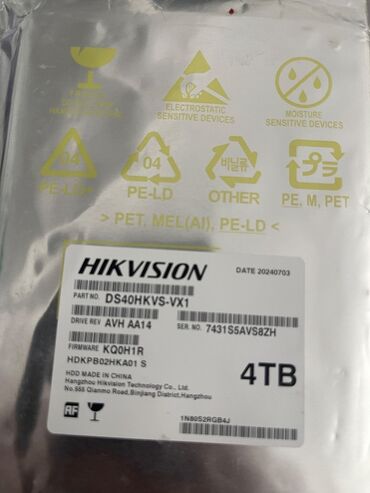 ELECTROSTATIC
SENSITIVE DEVICES
MOISTURE
SENSITIVE DEVICES
04
PE-LD
04
PE-LD
비닐류
OTHER
PE, M, PET
> PET, MEL(Al), PE-LD <
HIKVISION
DATE 20240703
PART NO. DS40HKVS-VX1
DRIVE REV AVH AA14
SER. NO. 7431S5AVS8ZH
FIRMWARE KQ0H1R
HDKPB02HKA01 S
4TB
HDD MADE IN CHINA
Hangzhou Hikvision Technology Co., Ltd.
No.555 Qianmo Road,Binjiang District,Hangzhou
RF
1N8052RGB4J